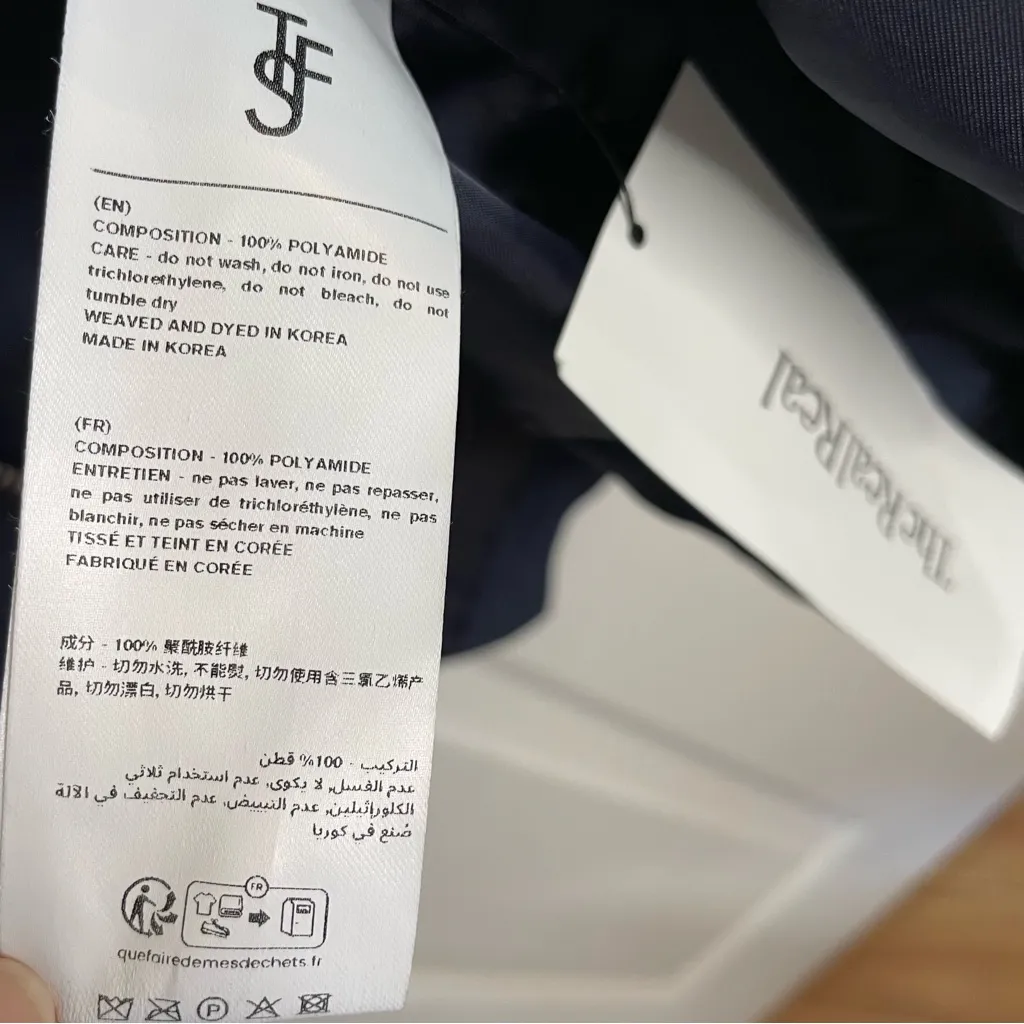 (EN)
COMPOSITION - 100% POLYAMIDE
CARE - do not wash, do not iron, do not use
trichlorethylene, do not bleach, do not
tumble dry
WEAVED AND DYED IN KOREA
MADE IN KOREA
(FR)
COMPOSITION - 100% POLYAMIDE
ENTRETIEN - ne pas laver, ne pas repasser,
ne pas utiliser de trichloréthylène, ne pas
blanchir, ne pas sécher en machine
TISSÉ ET TEINT EN CORÉE
FABRIQUÉ EN CORÉE
成分 - 100% 聚酰胺纤维
维护 - 切勿水洗, 不能熨, 切勿使用含三氯乙烯产
品, 切勿漂白, 切勿烘干
التركيب - 100% قطن
عدم الغسل, لا يكوى, عدم استخدام ثلاثي
الكلوراثيلين, عدم التبييض, عدم التجفيف في الآلة
صُنع في كوريا
FR
quefairedemesdechets.fr
P
TheRealReal